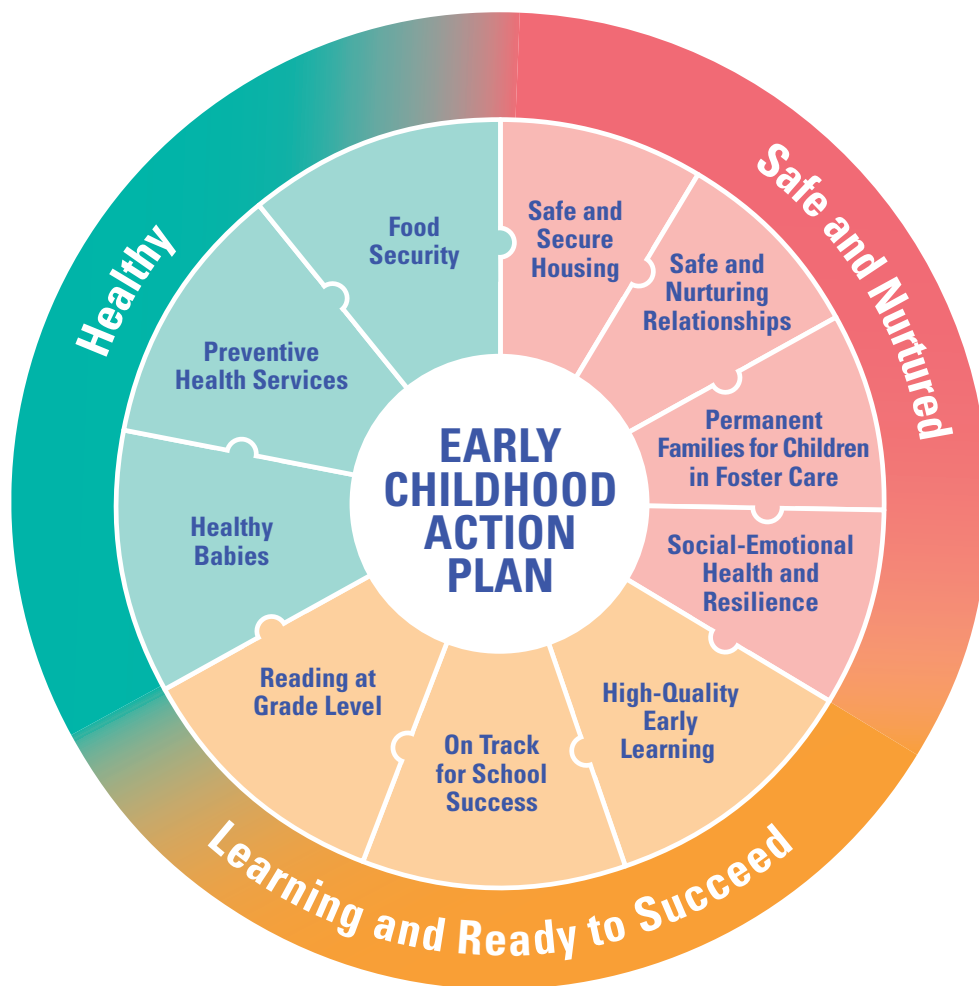 EARLY
CHILDHOOD
ACTION
PLAN
Healthy
Food
Security
Preventive
Health Services
Healthy
Babies
Safe and Nurtured
Safe and
Secure
Housing
Safe and
Nurturing
Relationships
Permanent
Families for Children
in Foster Care
Social-Emotional
Health and
Resilience
Learning and Ready to Succeed
High-Quality
Early
Learning
On Track
for School
Success
Reading at
Grade Level